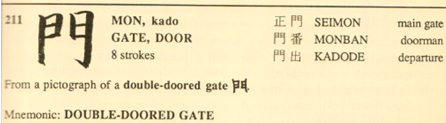 211 門 MON, kado 正門 SEIMON main gate
GATE, DOOR 門番 MONBAN doorman
8 strokes 門出 KADODE departure
From a pictograph of a double-doored gate
Mnemonic: DOUBLE-DOORED GATE